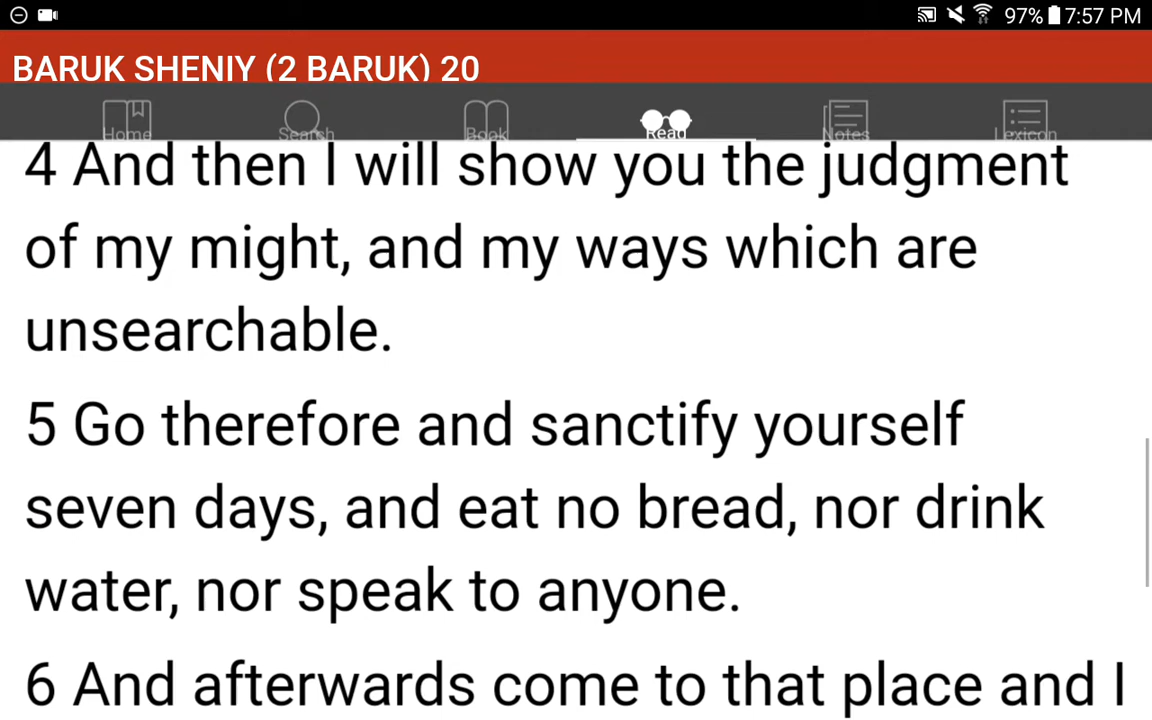 97% 7:57 PM
BARUK SHENIY (2 BARUK) 20
Home Search Book Read Notes Lexicon
4 And then I will show you the judgment
of my might, and my ways which are
unsearchable.
5 Go therefore and sanctify yourself
seven days, and eat no bread, nor drink
water, nor speak to anyone.
6 And afterwards come to that place and I